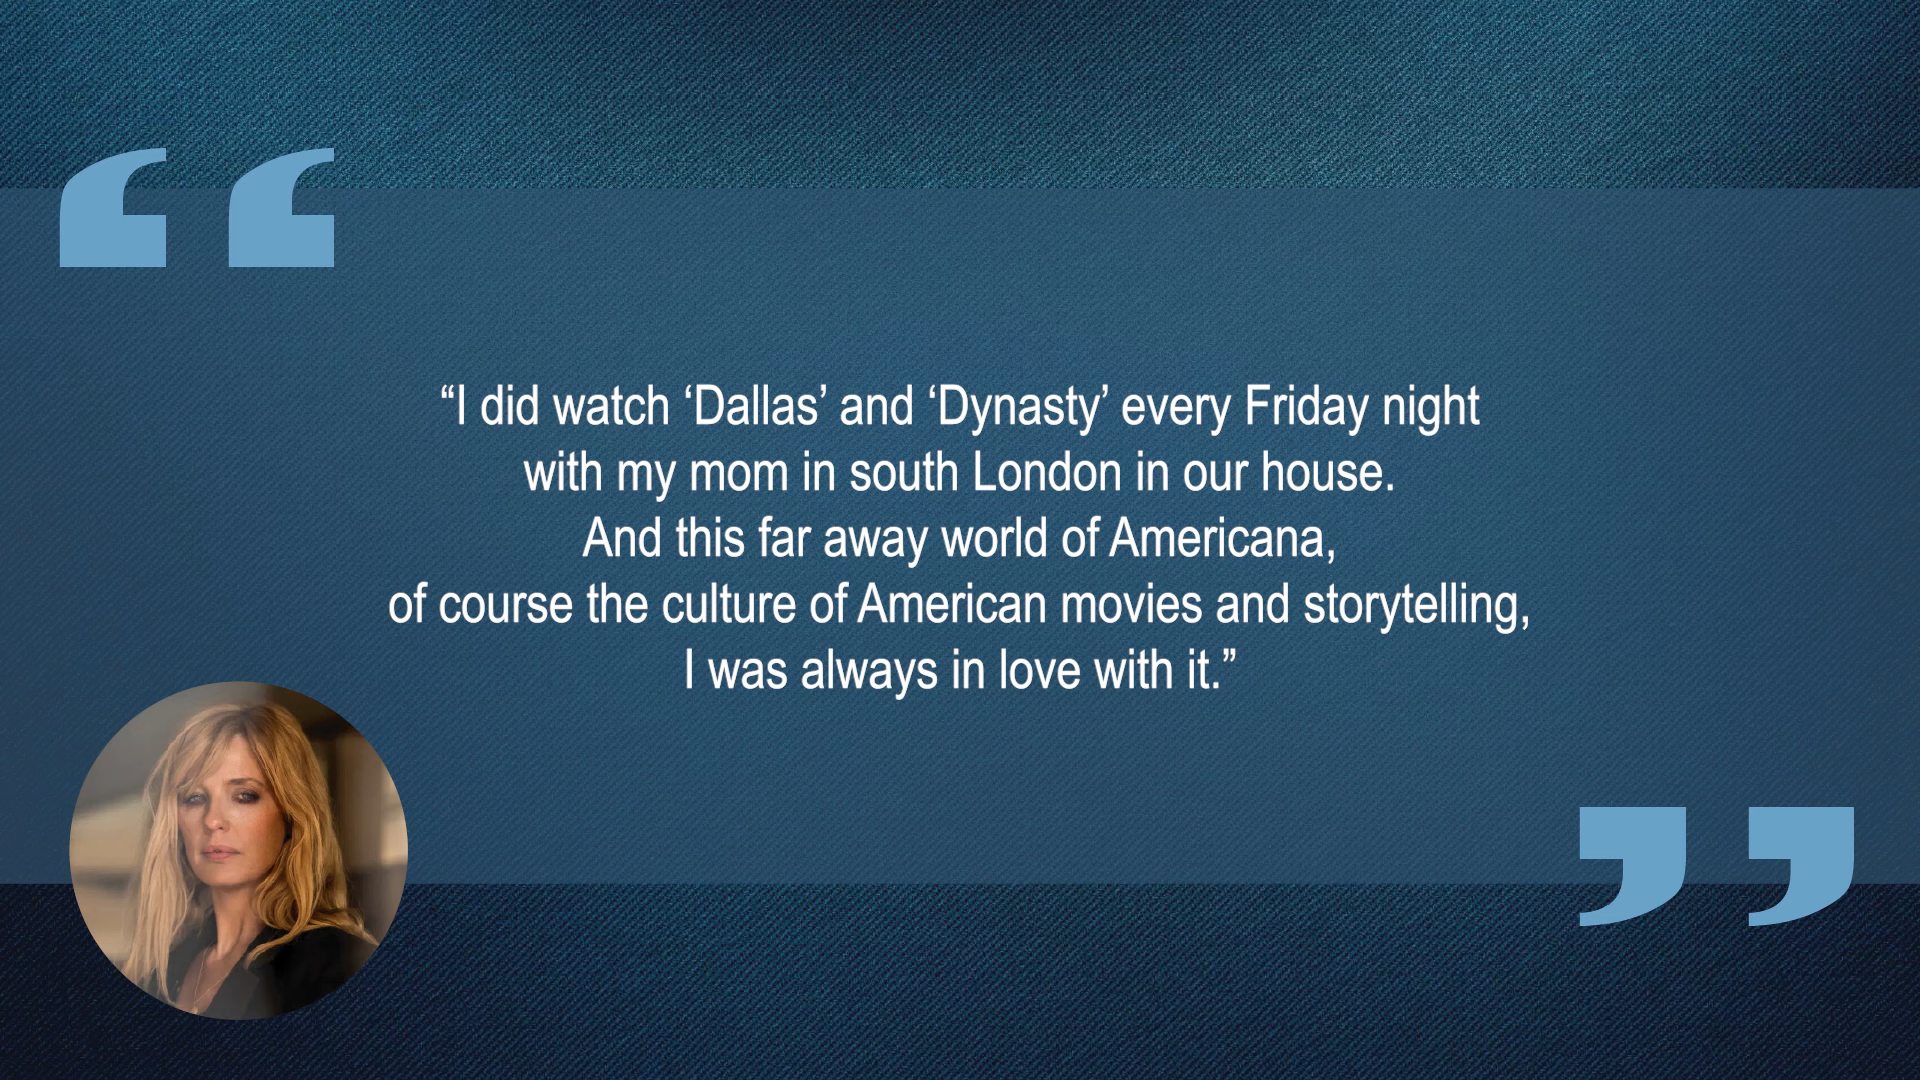 “I did watch ‘Dallas’ and ‘Dynasty’ every Friday night
with my mom in south London in our house.
And this far away world of Americana,
of course the culture of American movies and storytelling,
I was always in love with it.”